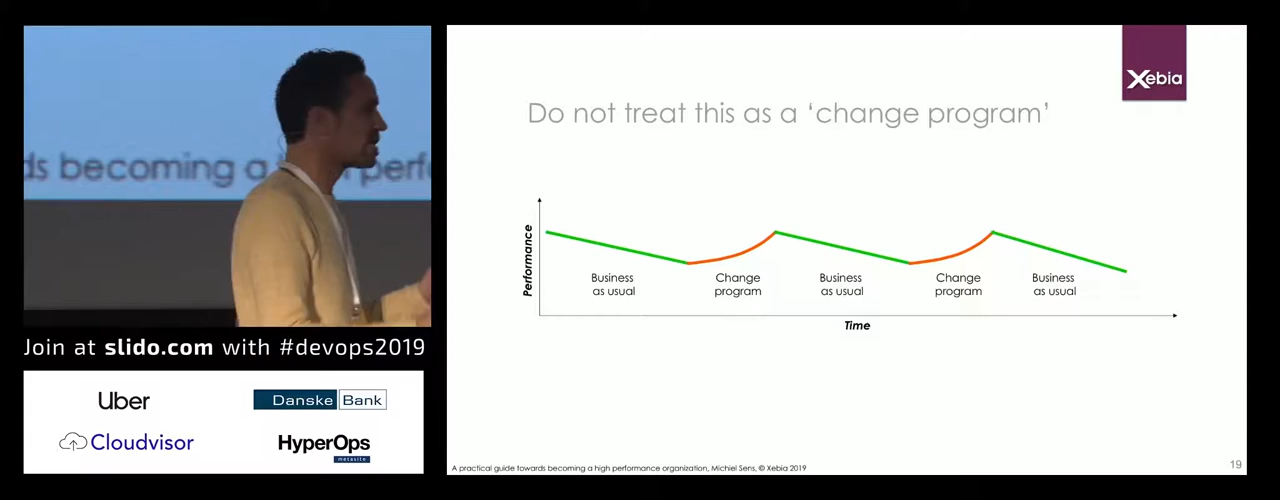 ds becoming a
perf
Join at slido.com with #devops2019
Uber
Danske Bank
Cloudvisor
HyperOps
metasite
Xebia
Do not treat this as a ‘change program’
Performance
Business
as usual
Change
program
Business
as usual
Change
program
Business
as usual
Time
A practical guide towards becoming a high performance organization, Michiel Sens, © Xebia 2019
19